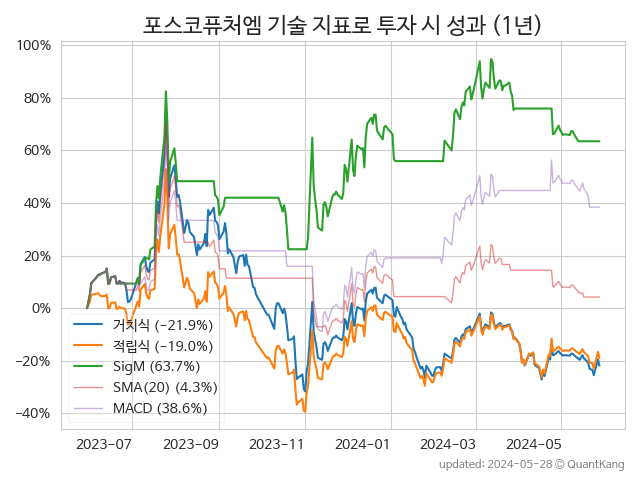 포스코퓨처엠 기술 지표로 투자 시 성과 (1년)
100%
80%
60%
40%
20%
0%
−20%
−40%
거치식 (−21.9%)
적립식 (−19.0%)
SigM (63.7%)
SMA(20) (4.3%)
MACD (38.6%)
2023−07 2023−09 2023−11 2024−01 2024−03 2024−05
updated: 2024−05−28 © QuantKang